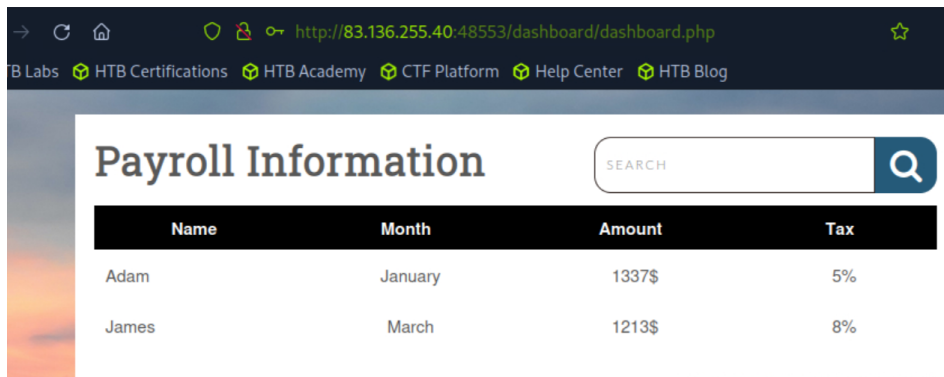 http://83.136.255.40:48553/dashboard/dashboard.php
TB Labs HTB Certifications HTB Academy CTF Platform Help Center HTB Blog
Payroll Information
SEARCH
Name Month Amount Tax
Adam January 1337$ 5%
James March 1213$ 8%